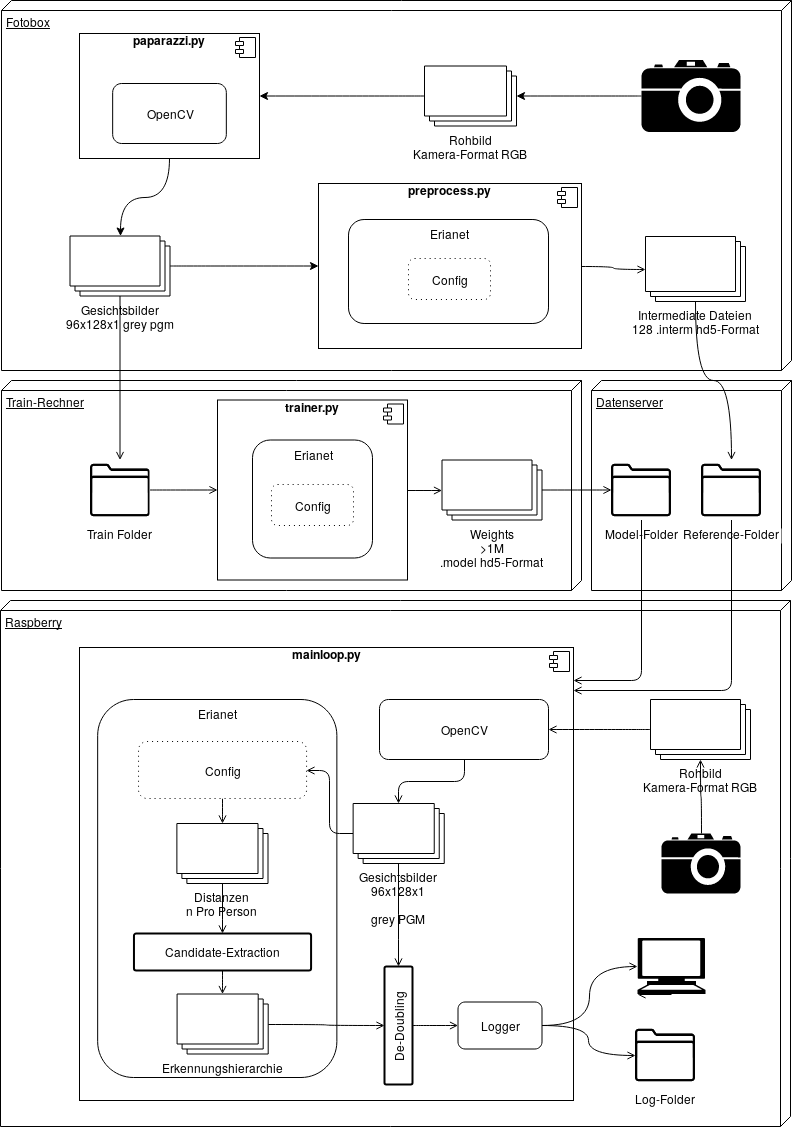 Fotobox
paparazzi.py
OpenCV
Rohbild
Kamera-Format RGB
preprocess.py
Erianet
Config
Gesichtsbilder
96x128x1 grey pgm
Intermediate Dateien
128 .interm hd5-Format
Train-Rechner
trainer.py
Erianet
Config
Train Folder
Weights
>1M
.model hd5-Format
Datenserver
Model-Folder
Reference-Folder
Raspberry
mainloop.py
Erianet
Config
OpenCV
Rohbild
Kamera-Format RGB
Gesichtsbilder
96x128x1
grey PGM
Distanzen
n Pro Person
Candidate-Extraction
Erkennungshierarchie
De-Doubling
Logger
Log-Folder